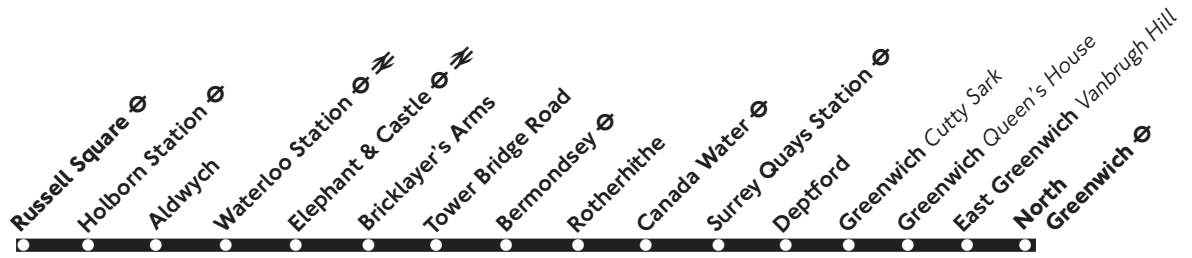 Russell Square
Holborn Station
Aldwych
Waterloo Station
Elephant & Castle
Bricklayer's Arms
Tower Bridge Road
Bermondsey
Rotherhithe
Canada Water
Surrey Quays Station
Deptford
Greenwich Cutty Sark
Greenwich Queen's House
East Greenwich Vanbrugh Hill
North
Greenwich